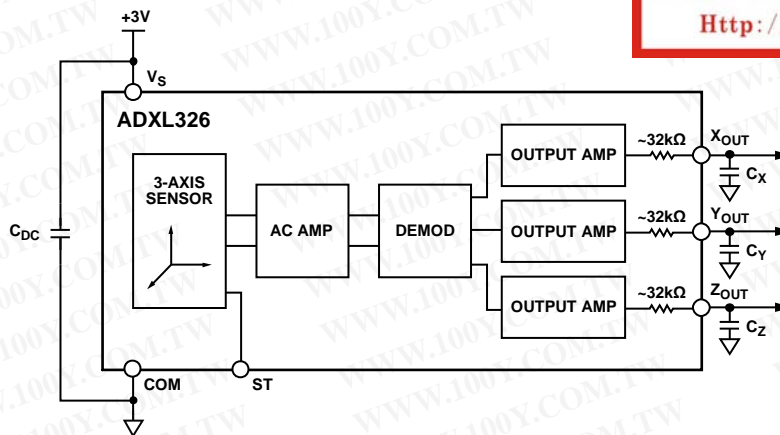 Http:/
+3V
VS
ADXL326
3-AXIS
SENSOR
AC AMP
DEMOD
OUTPUT AMP
~32kΩ
XOUT
CX
OUTPUT AMP
~32kΩ
YOUT
CY
OUTPUT AMP
~32kΩ
ZOUT
CZ
CDC
COM
ST
WWW.100Y.COM.TW